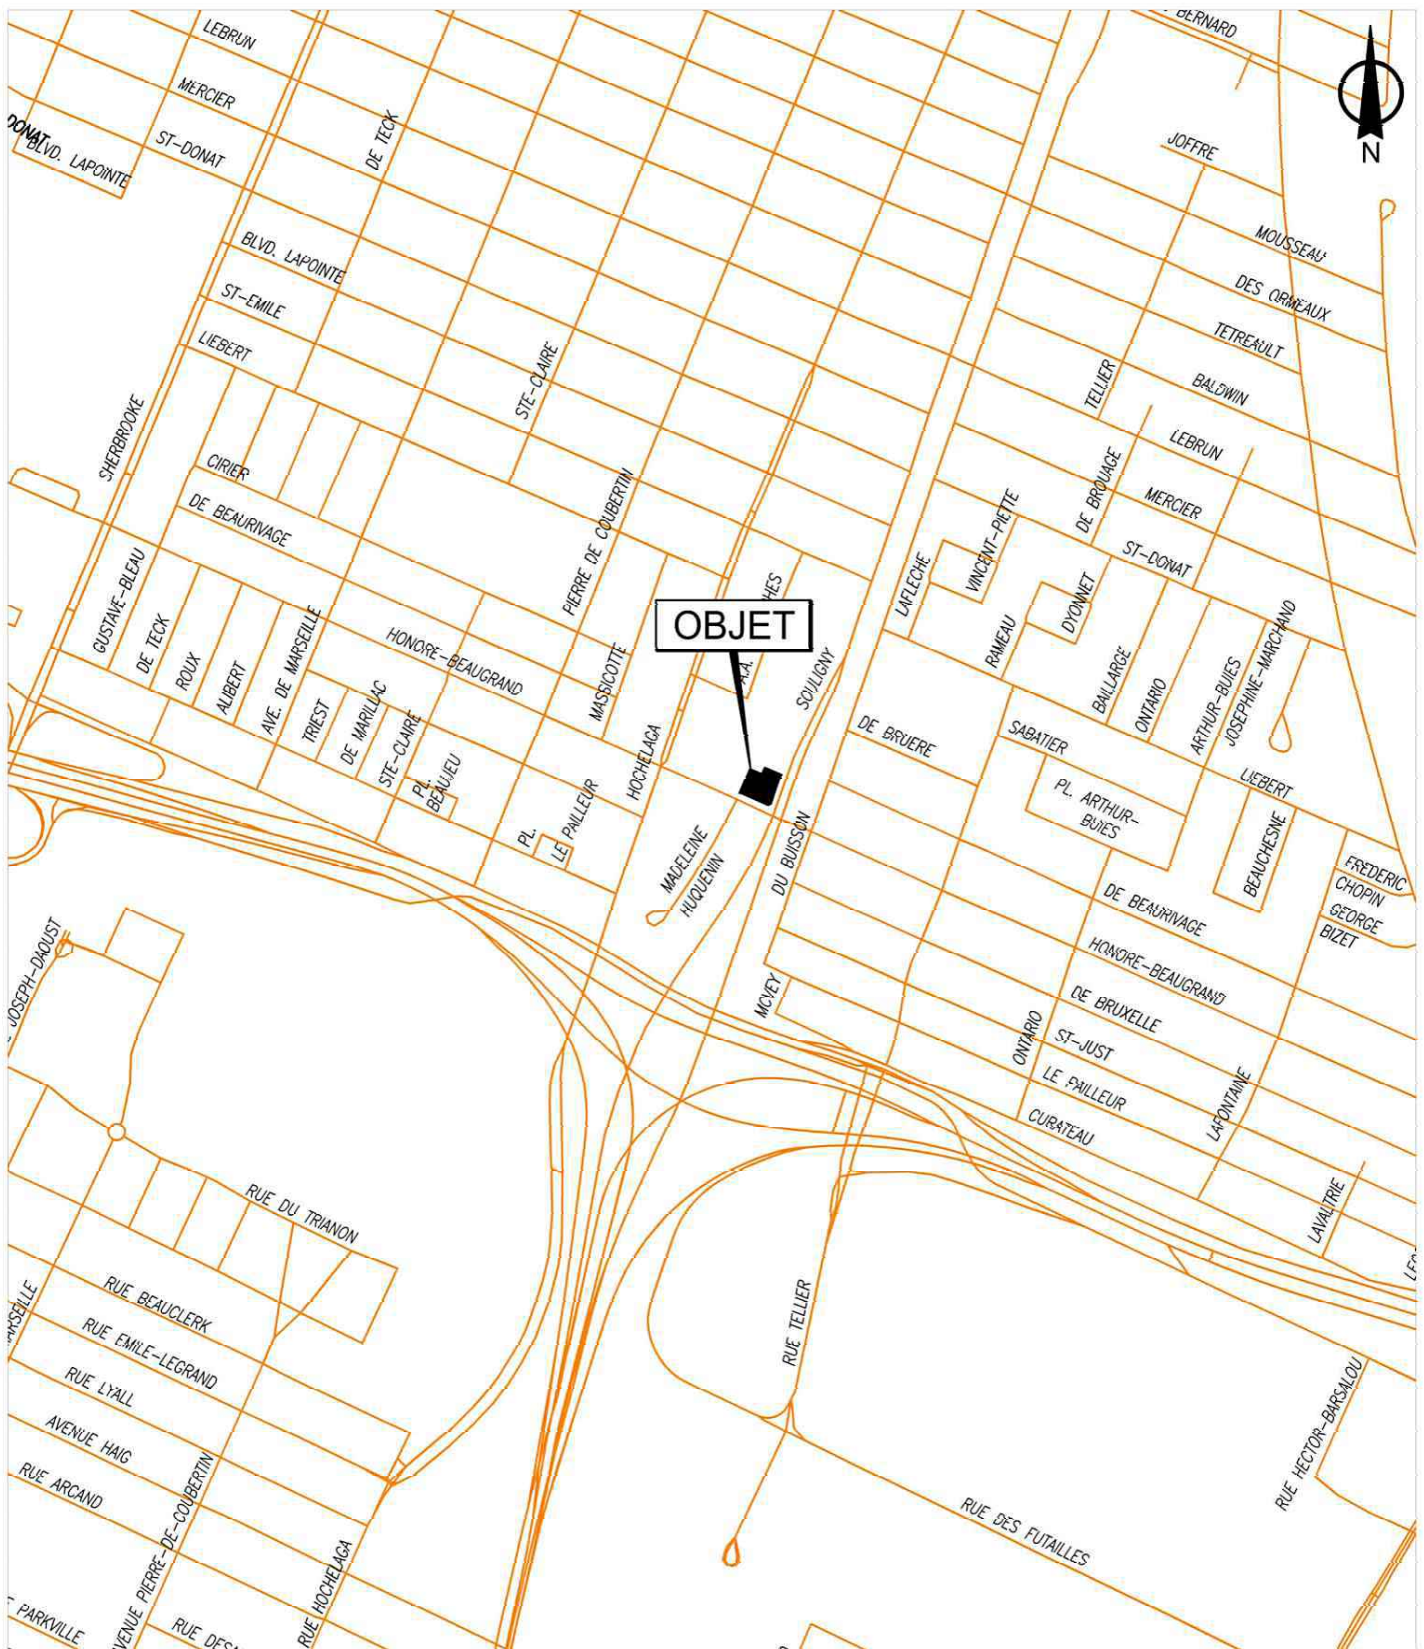 BERNARD
LEBRUN
MERCIER
DE TECK
DONAT
BLVD. LAPOINTE
ST-DONAT
JOFFRE
N
MOUSSEAU
BLVD. LAPOINTE
DES ORMEAUX
ST-EMILE
TETREAULT
LIEBERT
STE-CLAIRE
TELLIER
BALDWIN
SHERBROOKE
LEBRUN
CIRIER
DE BROUAGE
MERCIER
DE BEAURIVAGE
PIERRE DE COUBERTIN
VINCENT-PIETTE
ST-DONAT
GUSTAVE-BLEAU
LAFLECHE
DYONNET
HES
OBJET
DE TECK
ROUX
ALIBERT
AVE. DE MARSEILLE
HONORE-BEAUGRAND
MASSICOTTE
A.A.
SOULIGNY
RAMEAU
BAILLARGE
ONTARIO
ARTHUR-BUIES
JOSEPHINE-MARCHAND
TRIEST
DE MARILLAC
STE-CLAIRE
PL.
BEAUJEU
HOCHELAGA
DE BRUERE
SABATIER
LIEBERT
PL. ARTHUR-
BUIES
PL.
LE PAILLEUR
MADELEINE
HUQUENIN
DU BUISSON
BEAUCHESNE
FREDERIC
CHOPIN
GEORGE
BIZET
DE BEAURIVAGE
HONORE-BEAUGRAND
JOSEPH-DAOUST
MCVEY
DE BRUXELLE
ONTARIO
ST-JUST
LE PAILLEUR
LAFONTAINE
CURATEAU
RUE DU TRIANON
LAVALTRIE
RUE BEAUCLERK
ARSEILLE
RUE EMILE-LEGRAND
RUE TELLIER
RUE LYALL
AVENUE HAIG
RUE ARCAND
RUE HECTOR-BARSALOU
VENUE PIERRE-DE-COUBERTIN
RUE HOCHELAGA
RUE DES FUTAILLES
PARKVILLE